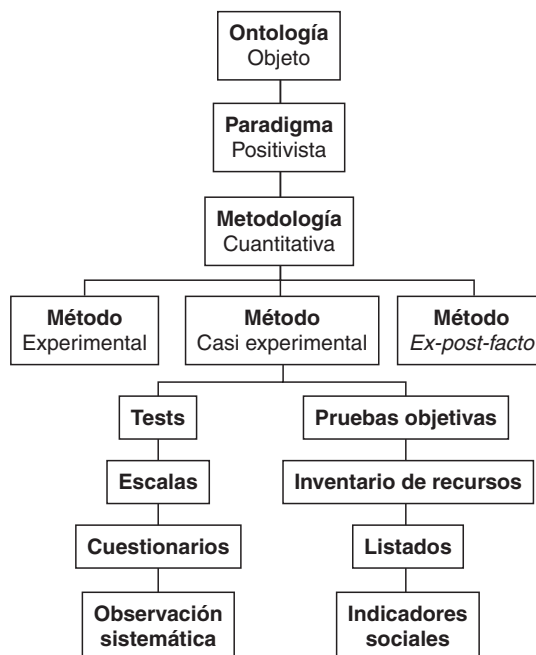 Ontología
Objeto
Paradigma
Positivista
Metodología
Cuantitativa
Método
Experimental
Método
Casi experimental
Método
Ex-post-facto
Tests
Pruebas objetivas
Escalas
Inventario de recursos
Cuestionarios
Listados
Observación
sistemática
Indicadores
sociales